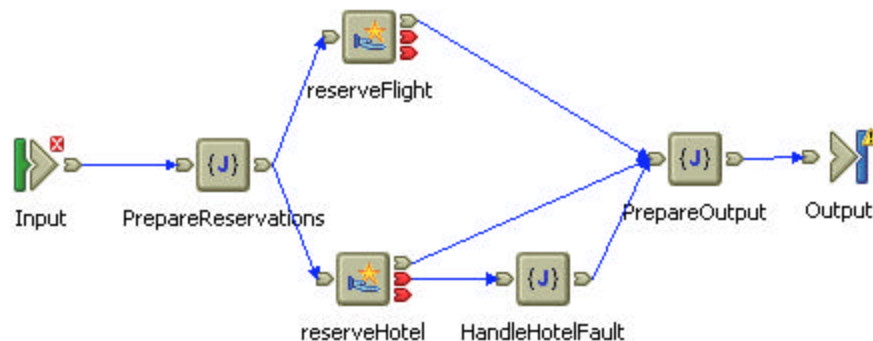 reserveFlight
{J}
{J}
Input
PrepareReservations
PrepareOutput
Output
{J}
reserveHotel
HandleHotelFault